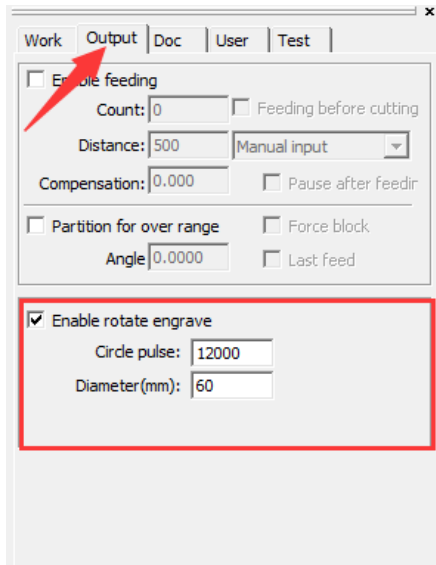 Work Output Doc User Test
Enable feeding
Count: 0 Feeding before cutting
Distance: 500 Manual input
Compensation: 0.000 Pause after feedin
Partition for over range Force block
Angle 0.0000 Last feed
Enable rotate engrave
Circle pulse: 12000
Diameter(mm): 60